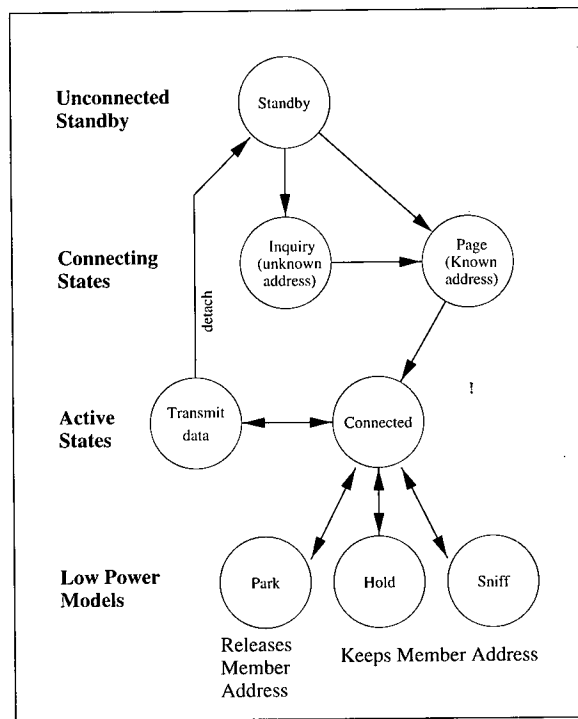 Unconnected
Standby
Standby
Connecting
States
Inquiry
(unknown
address)
Page
(Known
address)
detach
Active
States
Transmit
data
Connected
Low Power
Models
Park
Hold
Sniff
Releases
Member
Address
Keeps Member Address